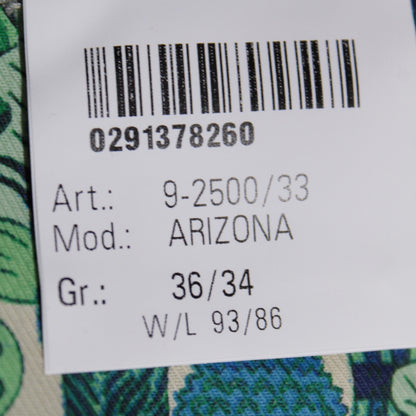 0291378260
Art.: 9-2500/33
Mod.: ARIZONA
Gr.: 36/34
W/L 93/86